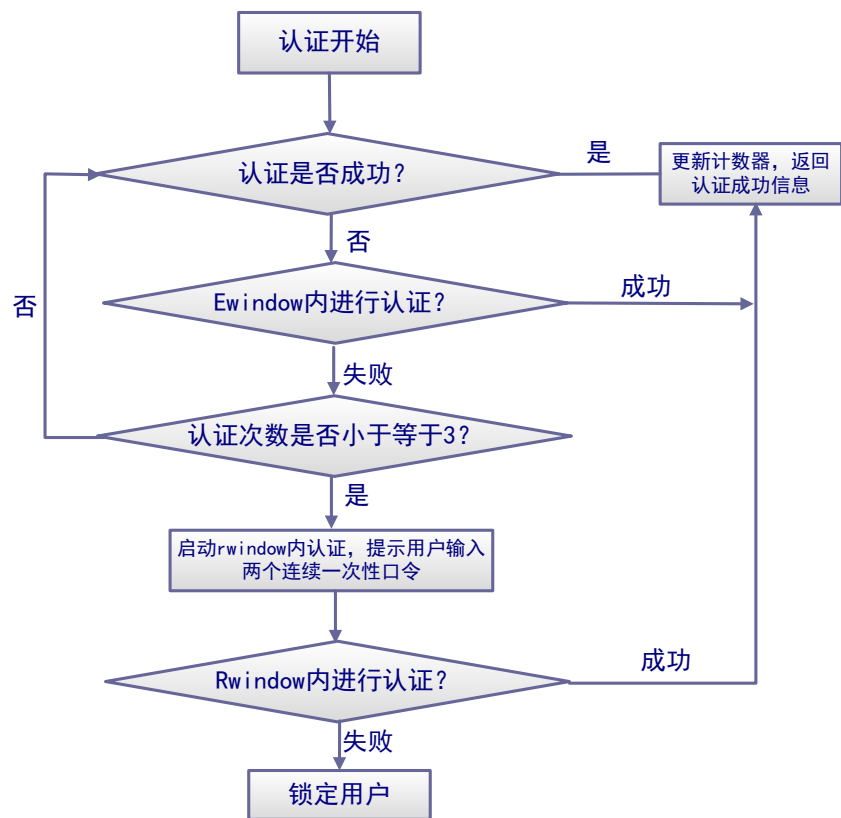 认证开始
认证是否成功?
是
更新计数器，返回
认证成功信息
否
Ewindow内进行认证?
成功
否
失败
认证次数是否小于等于3?
是
启动rwindow内认证，提示用户输入
两个连续一次性口令
Rwindow内进行认证?
成功
失败
锁定用户